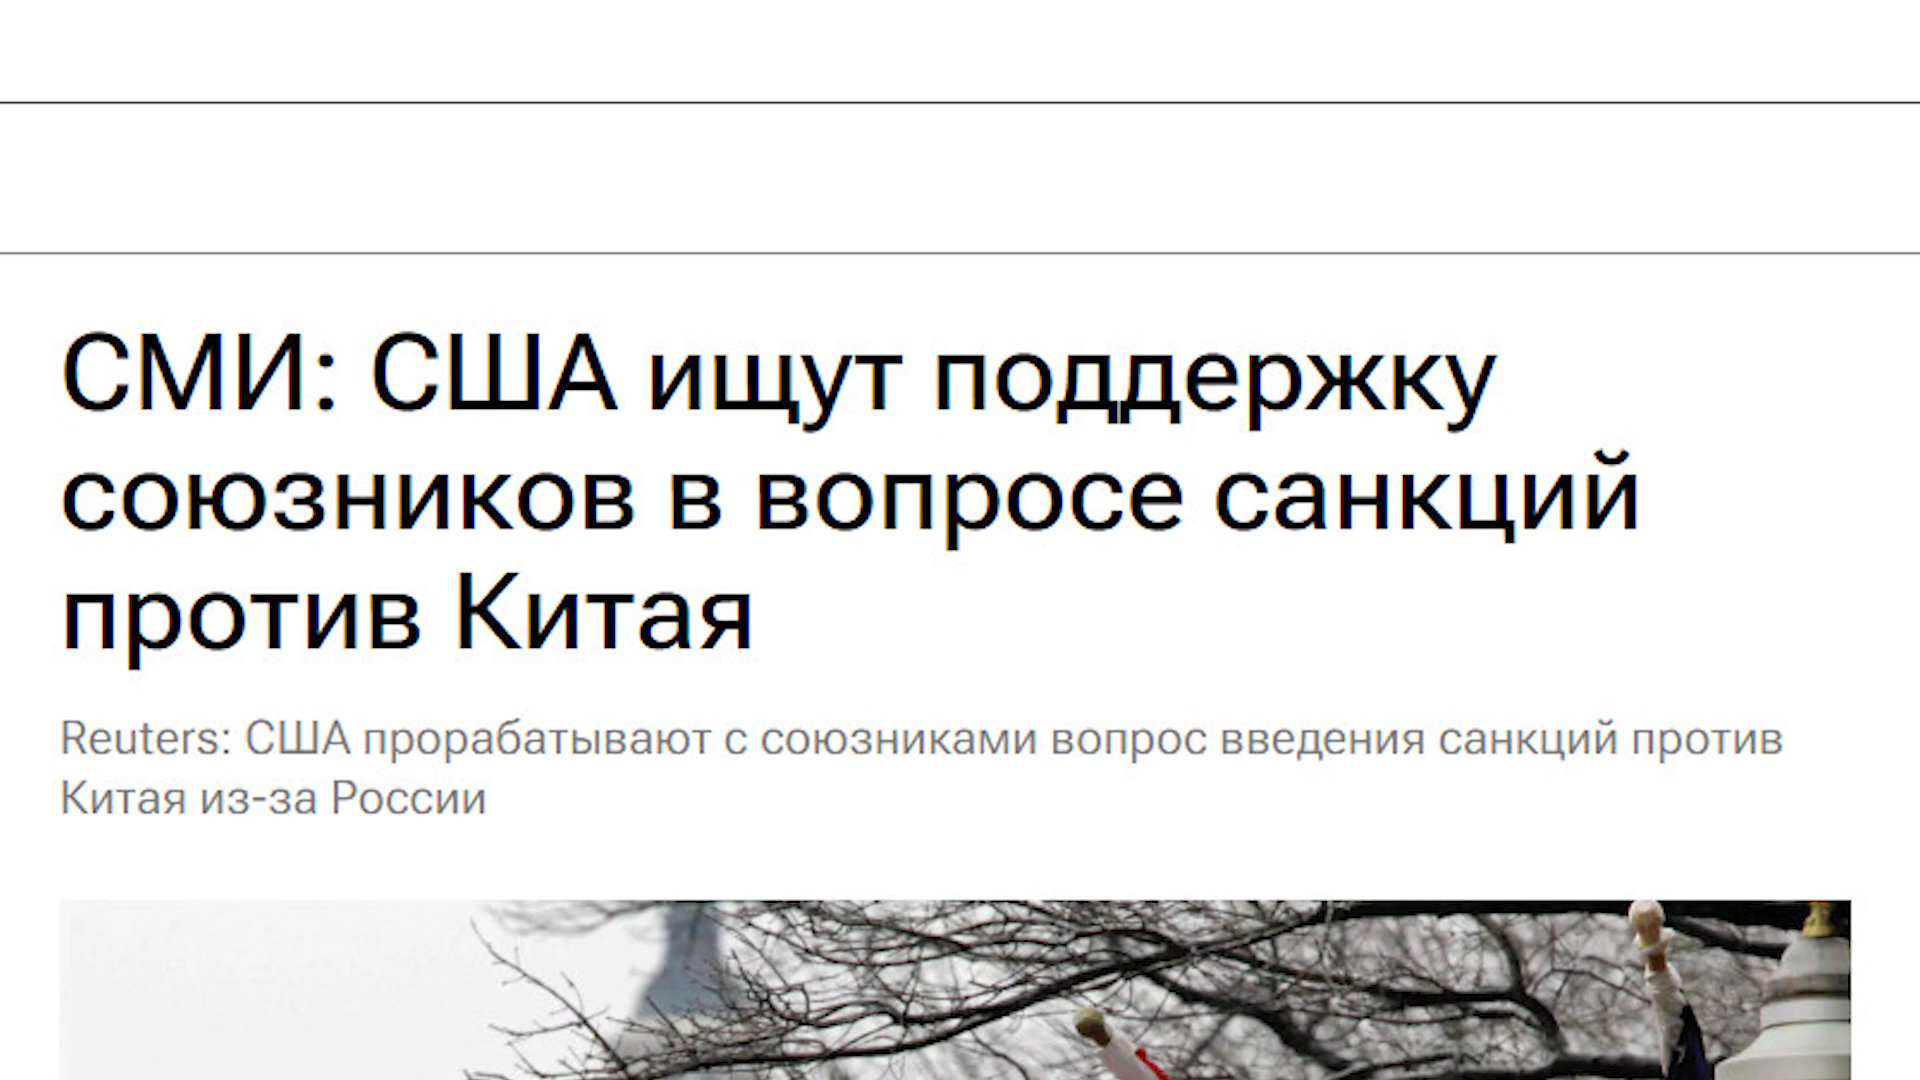 СМИ: США ищут поддержку
союзников в вопросе санкций
против Китая
Reuters: США прорабатывают с союзниками вопрос введения санкций против
Китая из-за России